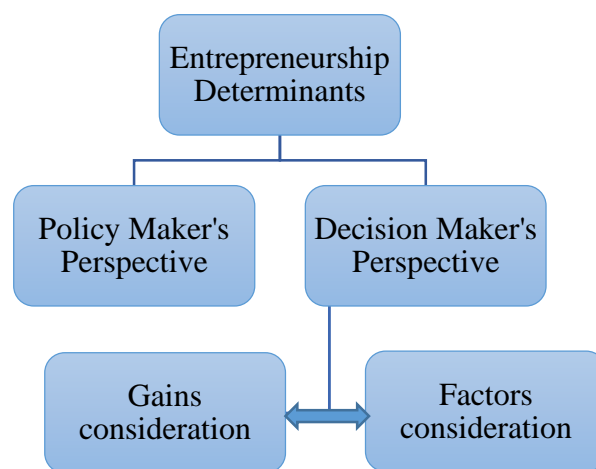 Entrepreneurship
Determinants
Policy Maker's
Perspective
Decision Maker's
Perspective
Gains
consideration
Factors
consideration